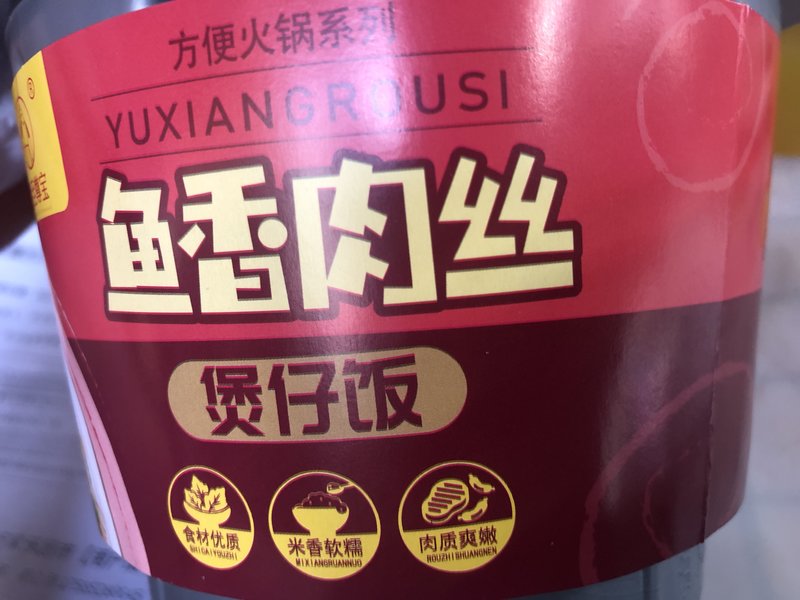 方便火锅系列
YUXIANGROUSI
鱼香肉丝
煲仔饭
食材优质
SHICAIYOUZHI
米香软糯
MIXIANGRUANNUO
肉质爽嫩
ROUZHISHUANGNEN